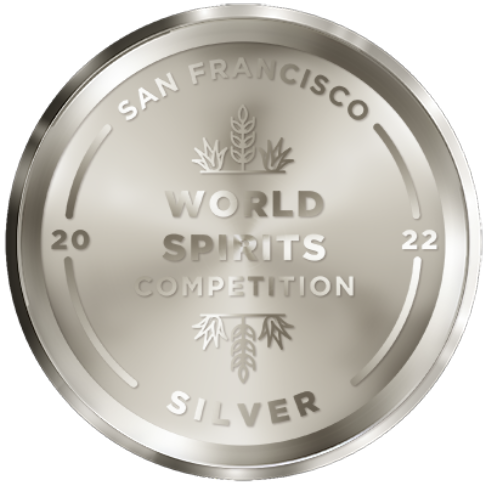 SAN FRANCISCO
WORLD
SPIRITS
COMPETITION
20 22
SILVER